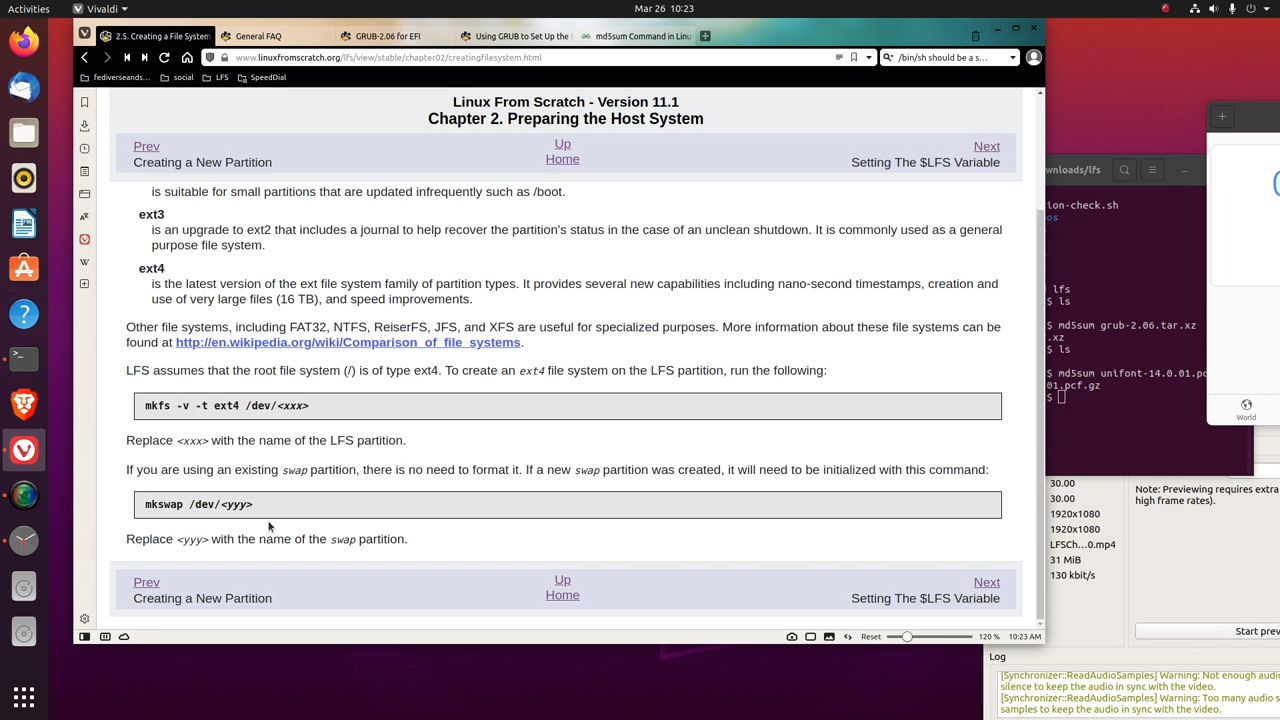 Activities
Vivaldi
Mar 26 10:23
2.5. Creating a File System
General FAQ
GRUB-2.06 for EFI
Using GRUB to Set Up the
md5sum Command in Linu
www.linuxfromscratch.org/lfs/view/stable/chapter02/creatingfilesystem.html
/bin/sh should be a s...
fediverseands...
social
LFS
SpeedDial
Linux From Scratch - Version 11.1
Chapter 2. Preparing the Host System
Prev
Up
Next
Creating a New Partition
Home
Setting The $LFS Variable
is suitable for small partitions that are updated infrequently such as /boot.
ext3
is an upgrade to ext2 that includes a journal to help recover the partition's status in the case of an unclean shutdown. It is commonly used as a general
purpose file system.
ext4
is the latest version of the ext file system family of partition types. It provides several new capabilities including nano-second timestamps, creation and
use of very large files (16 TB), and speed improvements.
Other file systems, including FAT32, NTFS, ReiserFS, JFS, and XFS are useful for specialized purposes. More information about these file systems can be
found at http://en.wikipedia.org/wiki/Comparison_of_file_systems.
LFS assumes that the root file system (/) is of type ext4. To create an ext4 file system on the LFS partition, run the following:
mkfs -v -t ext4 /dev/<xxx>
Replace <xxx> with the name of the LFS partition.
If you are using an existing swap partition, there is no need to format it. If a new swap partition was created, it will need to be initialized with this command:
mkswap /dev/<yyy>
Replace <yyy> with the name of the swap partition.
Prev
Up
Next
Creating a New Partition
Home
Setting The $LFS Variable
Reset
120 %
10:23 AM
wnloads/lfs
ion-check.sh
os
lfs
$ ls
$ md5sum grub-2.06.tar.xz
.xz
$ ls
$ md5sum unifont-14.0.01.pc
01.pcf.gz
$
World
30.00
30.00
1920x1080
1920x1080
LFSCh...0.mp4
31 MiB
130 kbit/s
Note: Previewing requires extra
high frame rates).
Start prev
Log
[Synchronizer::ReadAudioSamples] Warning: Not enough audio
silence to keep the audio in sync with the video.
[Synchronizer::ReadAudioSamples] Warning: Too many audio s
samples to keep the audio in sync with the video.